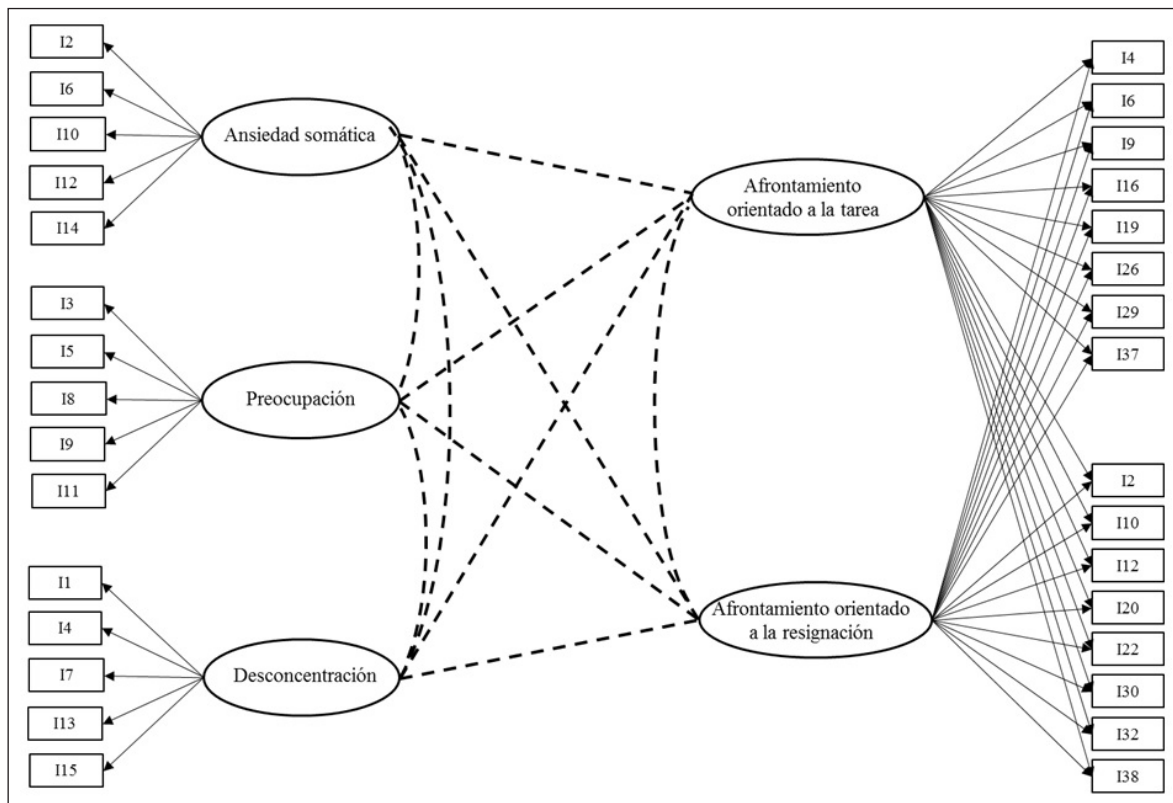 I2
I6
I10
I12
I14
Ansiedad somática
I3
I5
I8
I9
I11
Preocupación
I1
I4
I7
I13
I15
Desconcentración
Afrontamiento
orientado a la tarea
Afrontamiento orientado
a la resignación
I4
I6
I9
I16
I19
I26
I29
I37
I2
I10
I12
I20
I22
I30
I32
I38